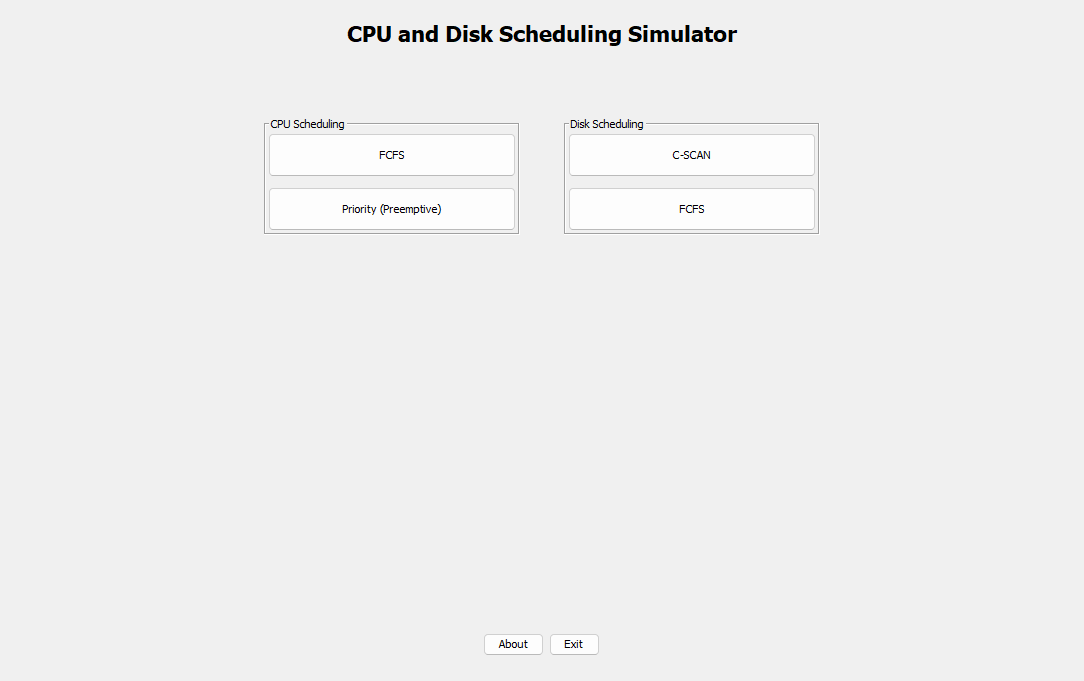 CPU and Disk Scheduling Simulator
CPU Scheduling
FCFS
Priority (Preemptive)
Disk Scheduling
C-SCAN
FCFS
About
Exit